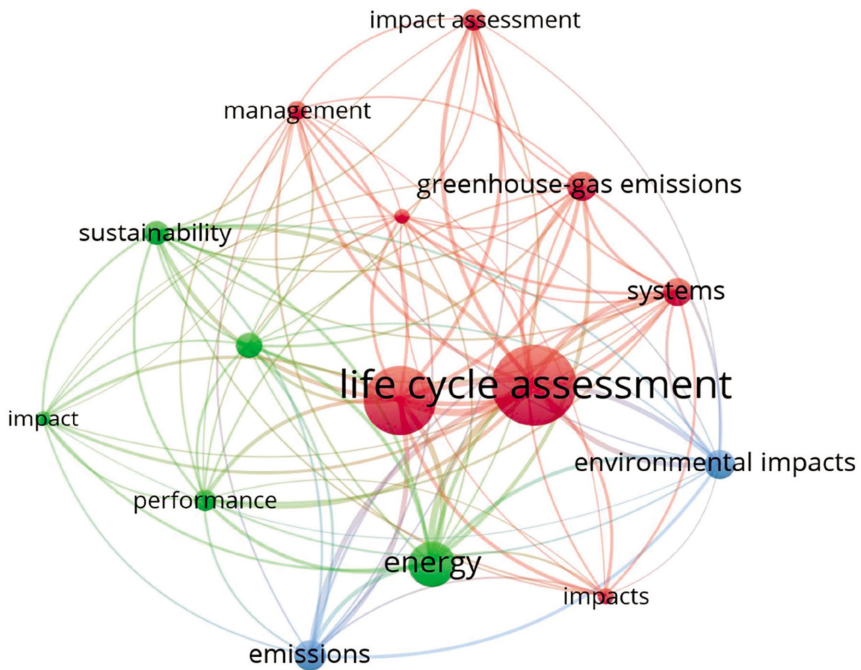 impact assessment
management
greenhouse-gas emissions
sustainability
systems
life cycle assessment
impact
environmental impacts
performance
energy
impacts
emissions